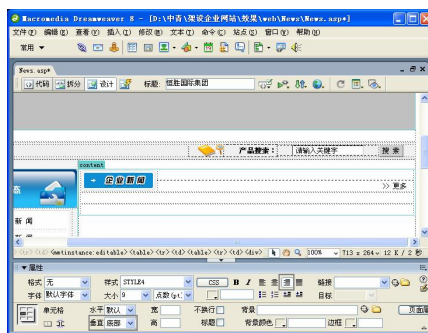 Macromedia Dreamweaver 8 - [D:\中青\架设企业网站\效果\web\News\News.asp*]
文件(F) 编辑(E) 查看(V) 插入(I) 修改(M) 文本(T) 命令(C) 站点(S) 窗口(W) 帮助(H)
常用
News.asp*
代码 拆分 设计 标题: 恒胜国际集团
产品搜索: 请输入关键字 搜 索
content
态 企业新闻
>> 更多
新 闻
<tr> <td> <mmtinstance:editable> <table> <tr> <td> <table> <tr> <td> <div> 100% 713 x 264 12 K / 2 秒
属性
格式 无 样式 STYLE4 CSS B I 链接
字体 默认字体 大小 9 点数(pt) 目标
单元格 水平 默认 宽 不换行 背景 页面属
垂直 底部 高 标题 背景颜色 边框